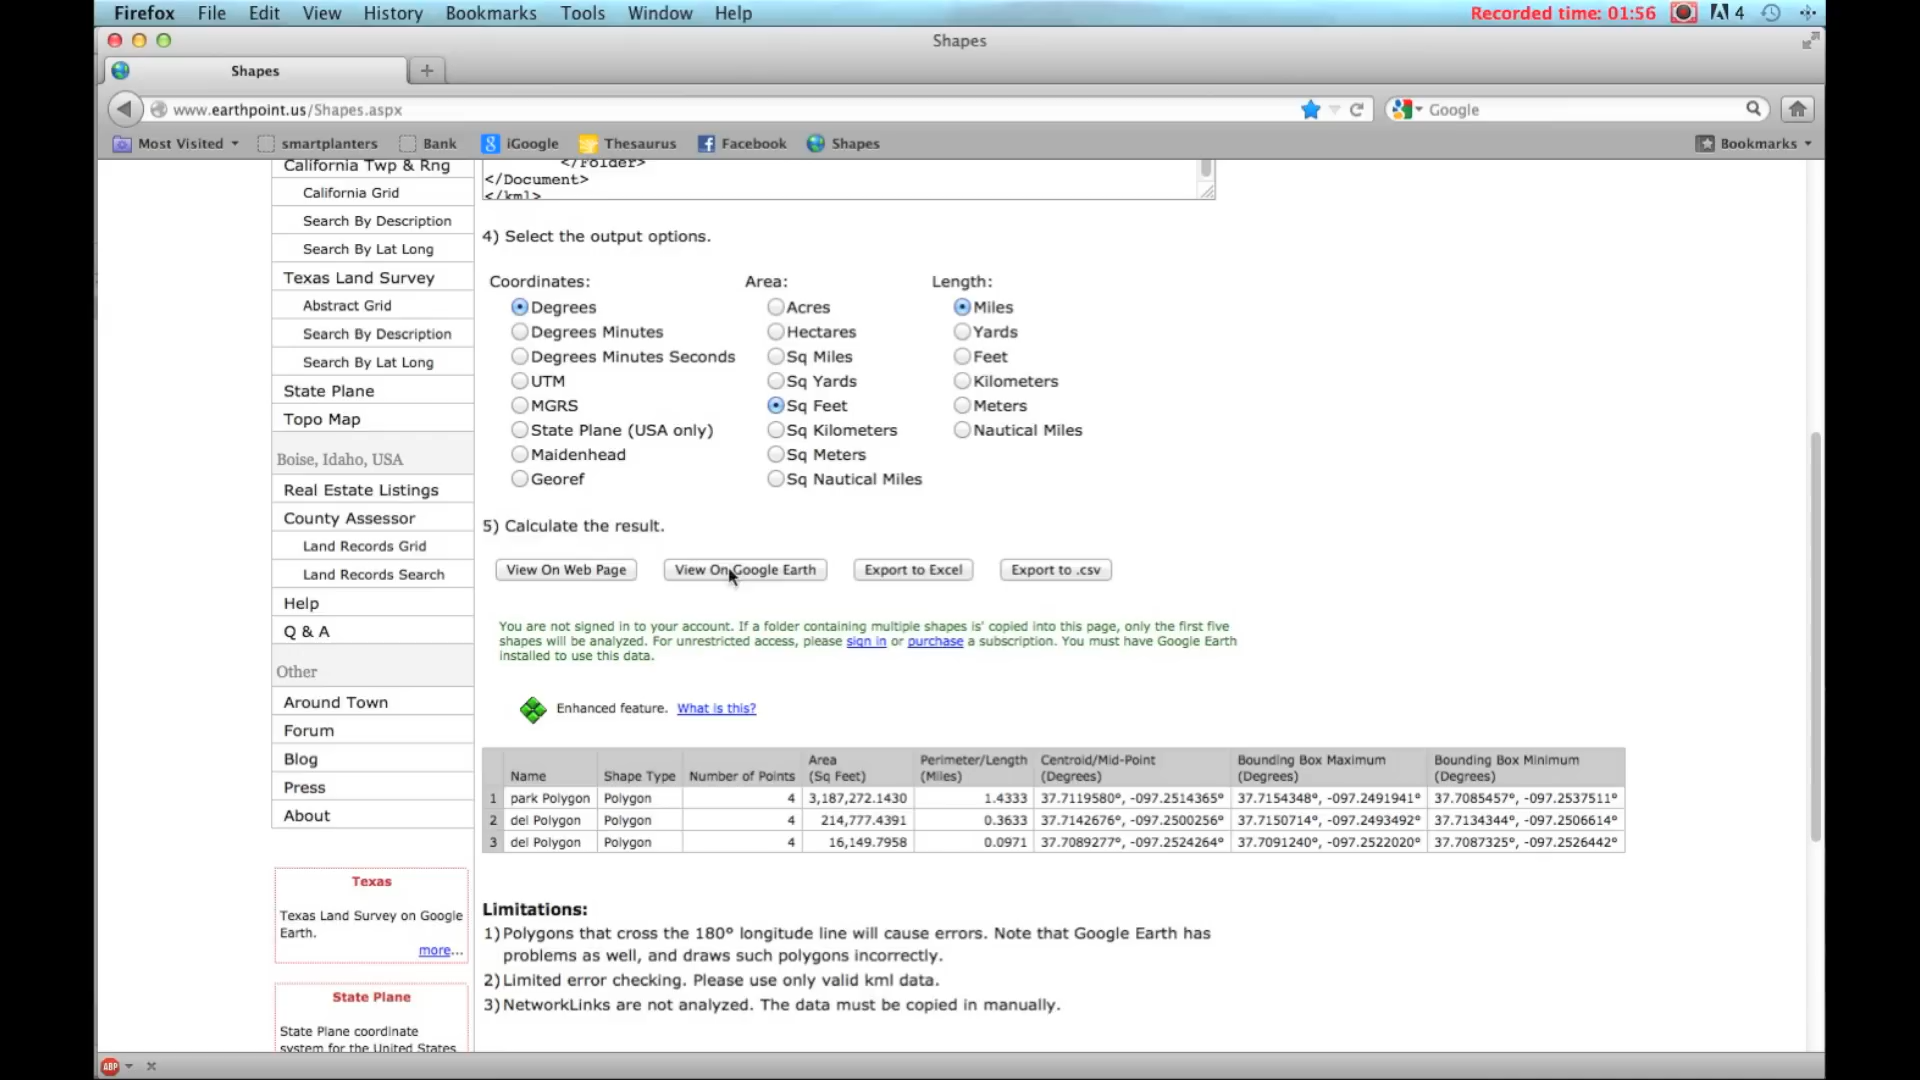 Firefox File Edit View History Bookmarks Tools Window Help Recorded time: 01:56 4
Shapes
Shapes
www.earthpoint.us/Shapes.aspx Google
Most Visited smartplanters Bank iGoogle Thesaurus Facebook Shapes Bookmarks
California Twp & Rng
California Grid
Search By Description
Search By Lat Long
Texas Land Survey
Abstract Grid
Search By Description
Search By Lat Long
State Plane
Topo Map
Boise, Idaho, USA
Real Estate Listings
County Assessor
Land Records Grid
Land Records Search
Help
Q & A
Other
Around Town
Forum
Blog
Press
About
Texas
Texas Land Survey on Google
Earth.
more...
State Plane
State Plane coordinate
system for the United States
</Folder>
</Document>
</kml>
4) Select the output options.
Coordinates: Area: Length:
Degrees Acres Miles
Degrees Minutes Hectares Yards
Degrees Minutes Seconds Sq Miles Feet
UTM Sq Yards Kilometers
MGRS Sq Feet Meters
State Plane (USA only) Sq Kilometers Nautical Miles
Maidenhead Sq Meters
Georef Sq Nautical Miles
5) Calculate the result.
View On Web Page View On Google Earth Export to Excel Export to .csv
You are not signed in to your account. If a folder containing multiple shapes is' copied into this page, only the first five
shapes will be analyzed. For unrestricted access, please sign in or purchase a subscription. You must have Google Earth
installed to use this data.
Enhanced feature. What is this?
Name Shape Type Number of Points Area (Sq Feet) Perimeter/Length (Miles) Centroid/Mid-Point (Degrees) Bounding Box Maximum (Degrees) Bounding Box Minimum (Degrees)
1 park Polygon Polygon 4 3,187,272.1430 1.4333 37.7119580°, -097.2514365° 37.7154348°, -097.2491941° 37.7085457°, -097.2537511°
2 del Polygon Polygon 4 214,777.4391 0.3633 37.7142676°, -097.2500256° 37.7150714°, -097.2493492° 37.7134344°, -097.2506614°
3 del Polygon Polygon 4 16,149.7958 0.0971 37.7089277°, -097.2524264° 37.7091240°, -097.2522020° 37.7087325°, -097.2526442°
Limitations:
1) Polygons that cross the 180° longitude line will cause errors. Note that Google Earth has
problems as well, and draws such polygons incorrectly.
2) Limited error checking. Please use only valid kml data.
3) NetworkLinks are not analyzed. The data must be copied in manually.
ABP